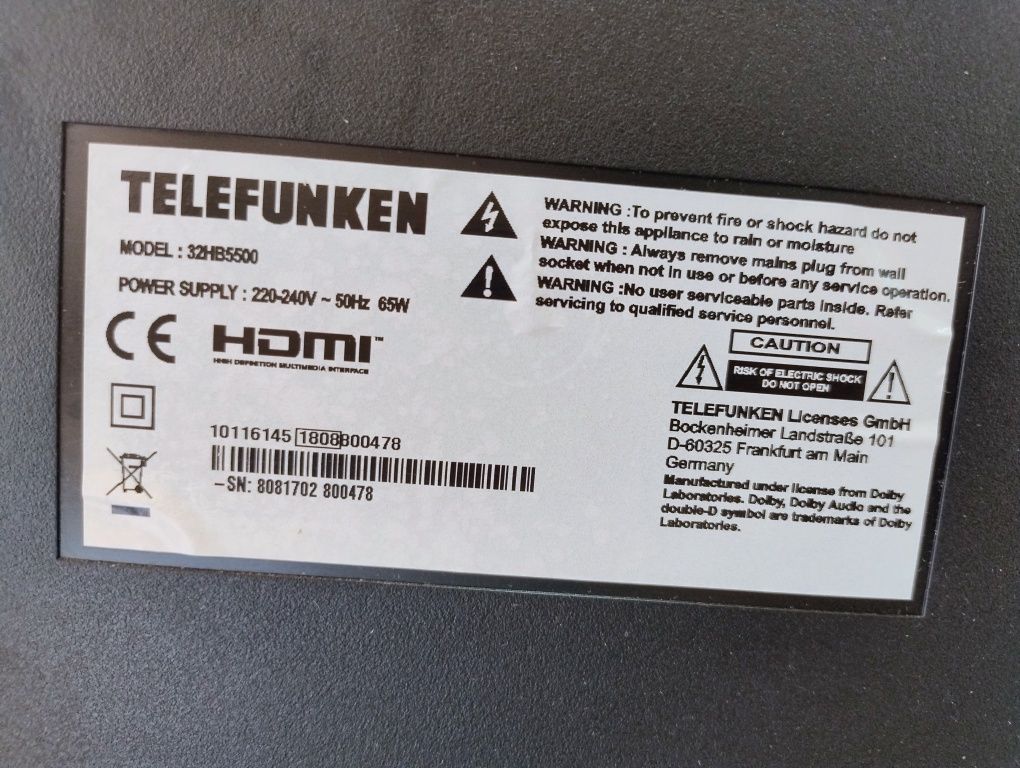 TELEFUNKEN
MODEL : 32HB5500
POWER SUPPLY : 220-240V ~ 50Hz 65W
CE
HDMI™
HIGH DEFINITION MULTIMEDIA INTERFACE
10116145 1808800478
-SN: 8081702 800478
WARNING :To prevent fire or shock hazard do not
expose this appliance to rain or moisture
WARNING : Always remove mains plug from wall
socket when not in use or before any service operation.
WARNING :No user serviceable parts inside. Refer
servicing to qualified service personnel.
CAUTION
RISK OF ELECTRIC SHOCK
DO NOT OPEN
TELEFUNKEN Licenses GmbH
Bockenheimer Landstraße 101
D-60325 Frankfurt am Main
Germany
Manufactured under license from Dolby
Laboratories. Dolby, Dolby Audio and the
double-D symbol are trademarks of Dolby
Laboratories.